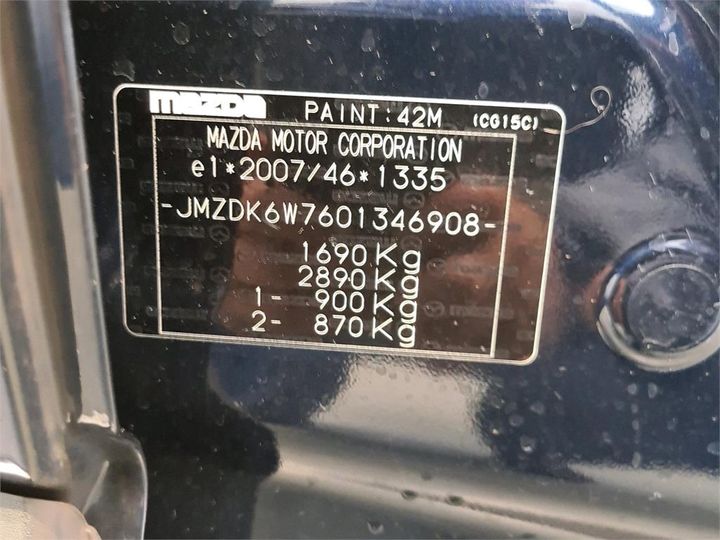 mazda PAINT:42M (CG15C)
MAZDA MOTOR CORPORATION
e1*2007/46*1335
-JMZDK6W7601346908-
1690Kg
2890Kg
1- 900Kg
2- 870Kg